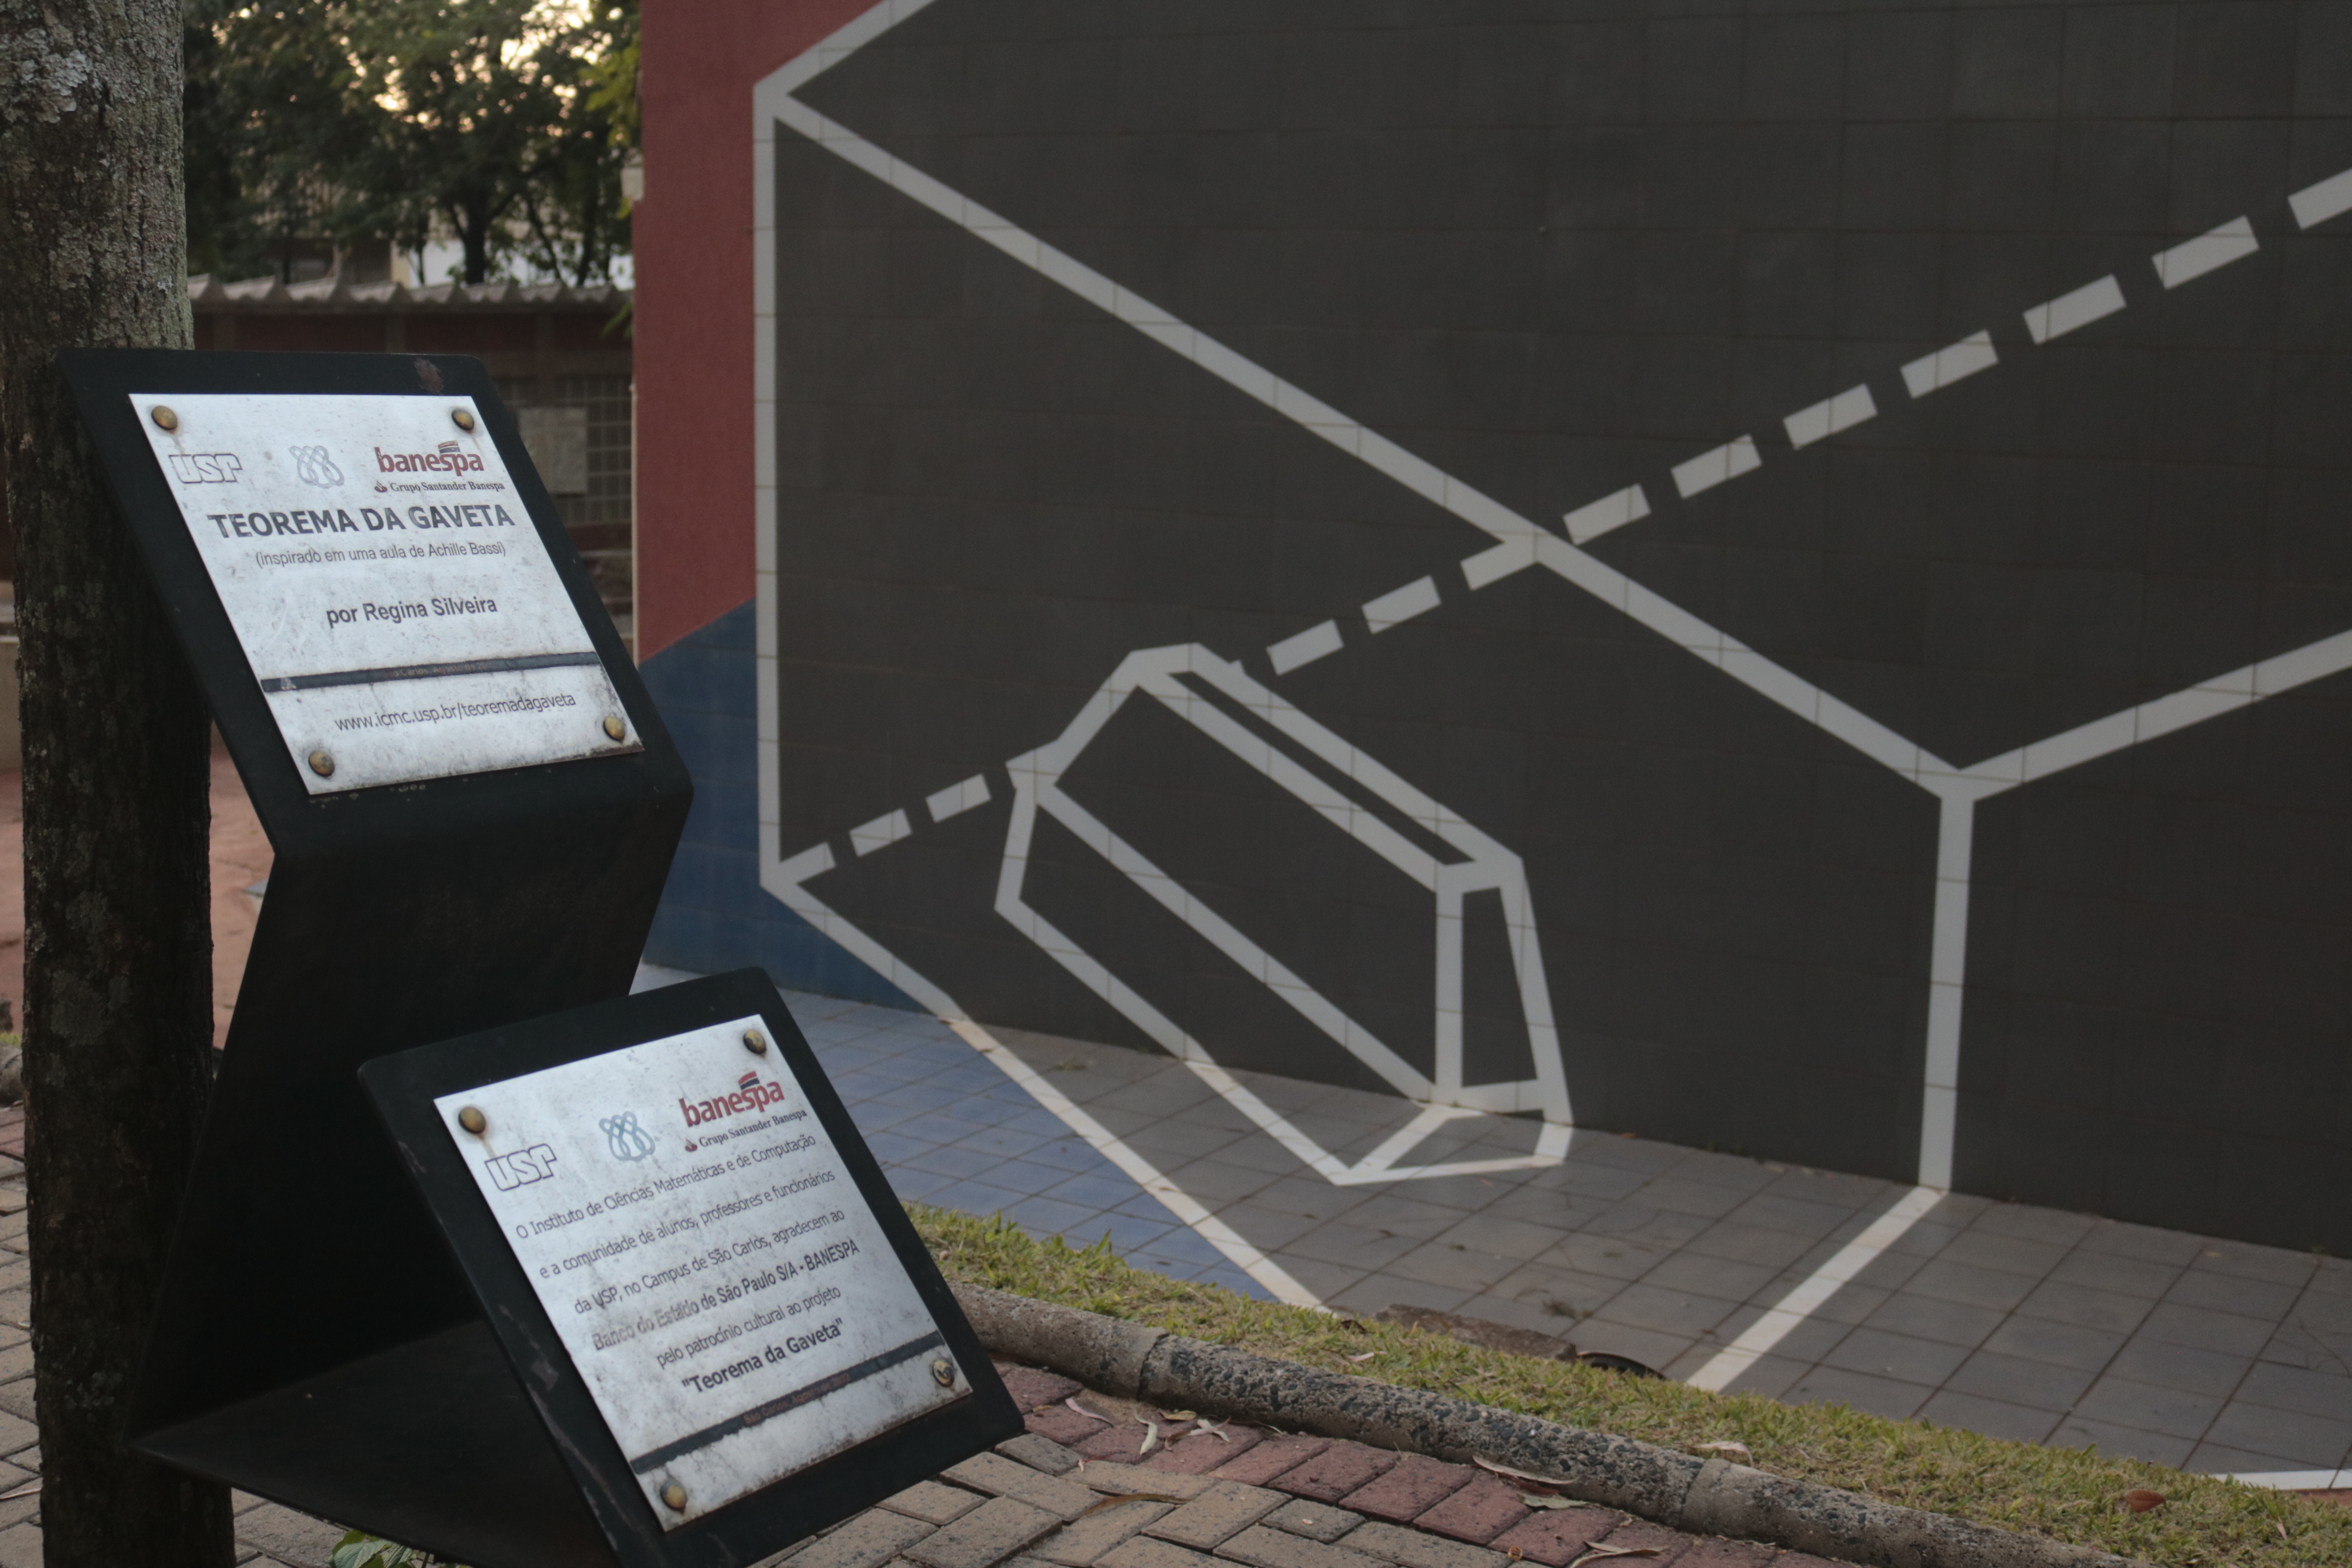 USP
banespa
Grupo Santander Banespa
TEOREMA DA GAVETA
(inspirado em uma aula de Achille Bassi)
por Regina Silveira
www.icmc.usp.br/teoremadagaveta
USP
banespa
Grupo Santander Banespa
O Instituto de Ciências Matemáticas e de Computação
e a comunidade de alunos, professores e funcionários
da USP, no Campus de São Carlos, agradecem ao
Banco do Estado de São Paulo S/A - BANESPA
pelo patrocínio cultural ao projeto
"Teorema da Gaveta"